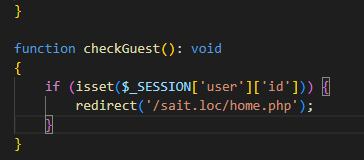 }
function checkGuest(): void
{
if (isset($_SESSION['user']['id'])) {
redirect('/sait.loc/home.php');
}
}